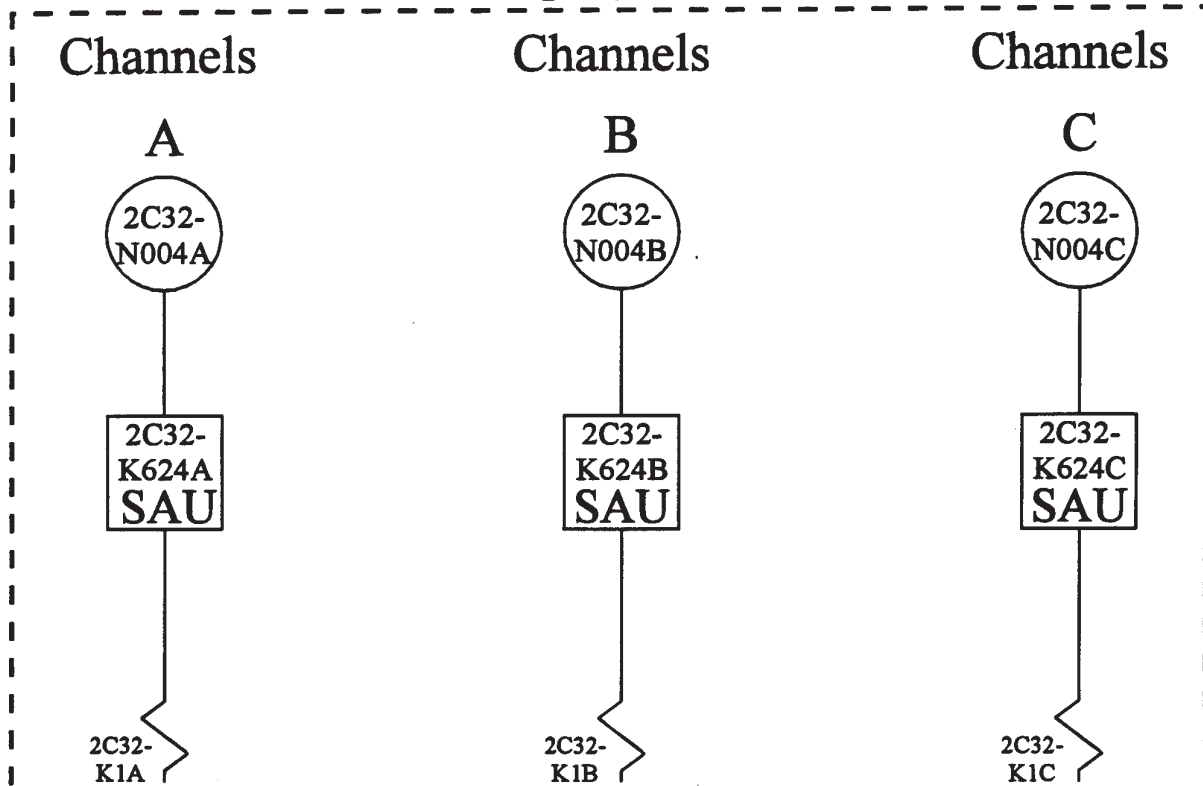 Channels
A
2C32-
N004A
2C32-
K624A
SAU
2C32-
K1A
Channels
B
2C32-
N004B
2C32-
K624B
SAU
2C32-
K1B
Channels
C
2C32-
N004C
2C32-
K624C
SAU
2C32-
K1C